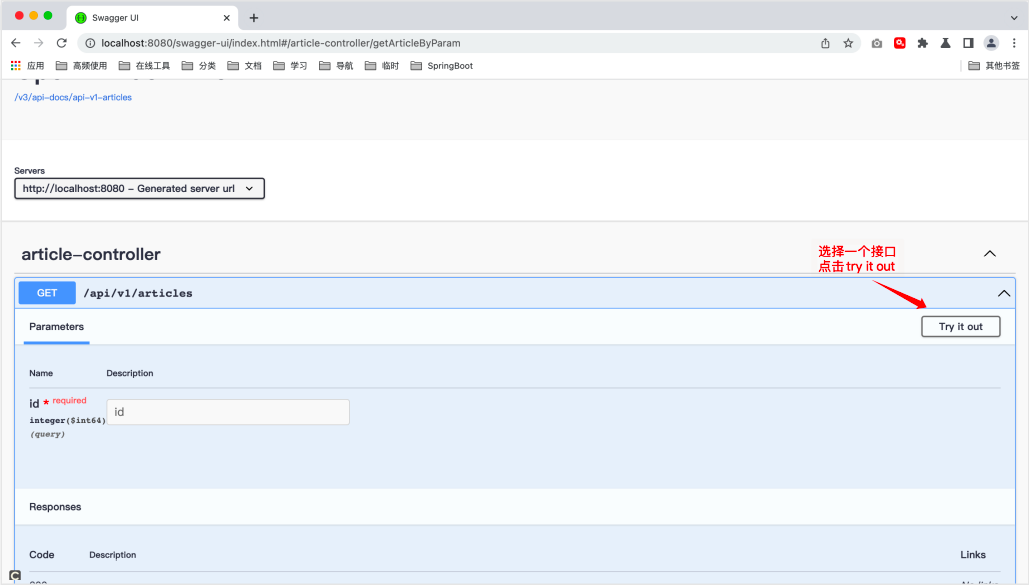 Swagger UI
localhost:8080/swagger-ui/index.html#/article-controller/getArticleByParam
应用 高频使用 在线工具 分类 文档 学习 导航 临时 SpringBoot 其他书签
/v3/api-docs/api-v1-articles
Servers
http://localhost:8080 – Generated server url
article-controller
选择一个接口
点击try it out
GET /api/v1/articles
Parameters
Try it out
Name Description
id * required
id
integer($int64)
(query)
Responses
Code Description Links